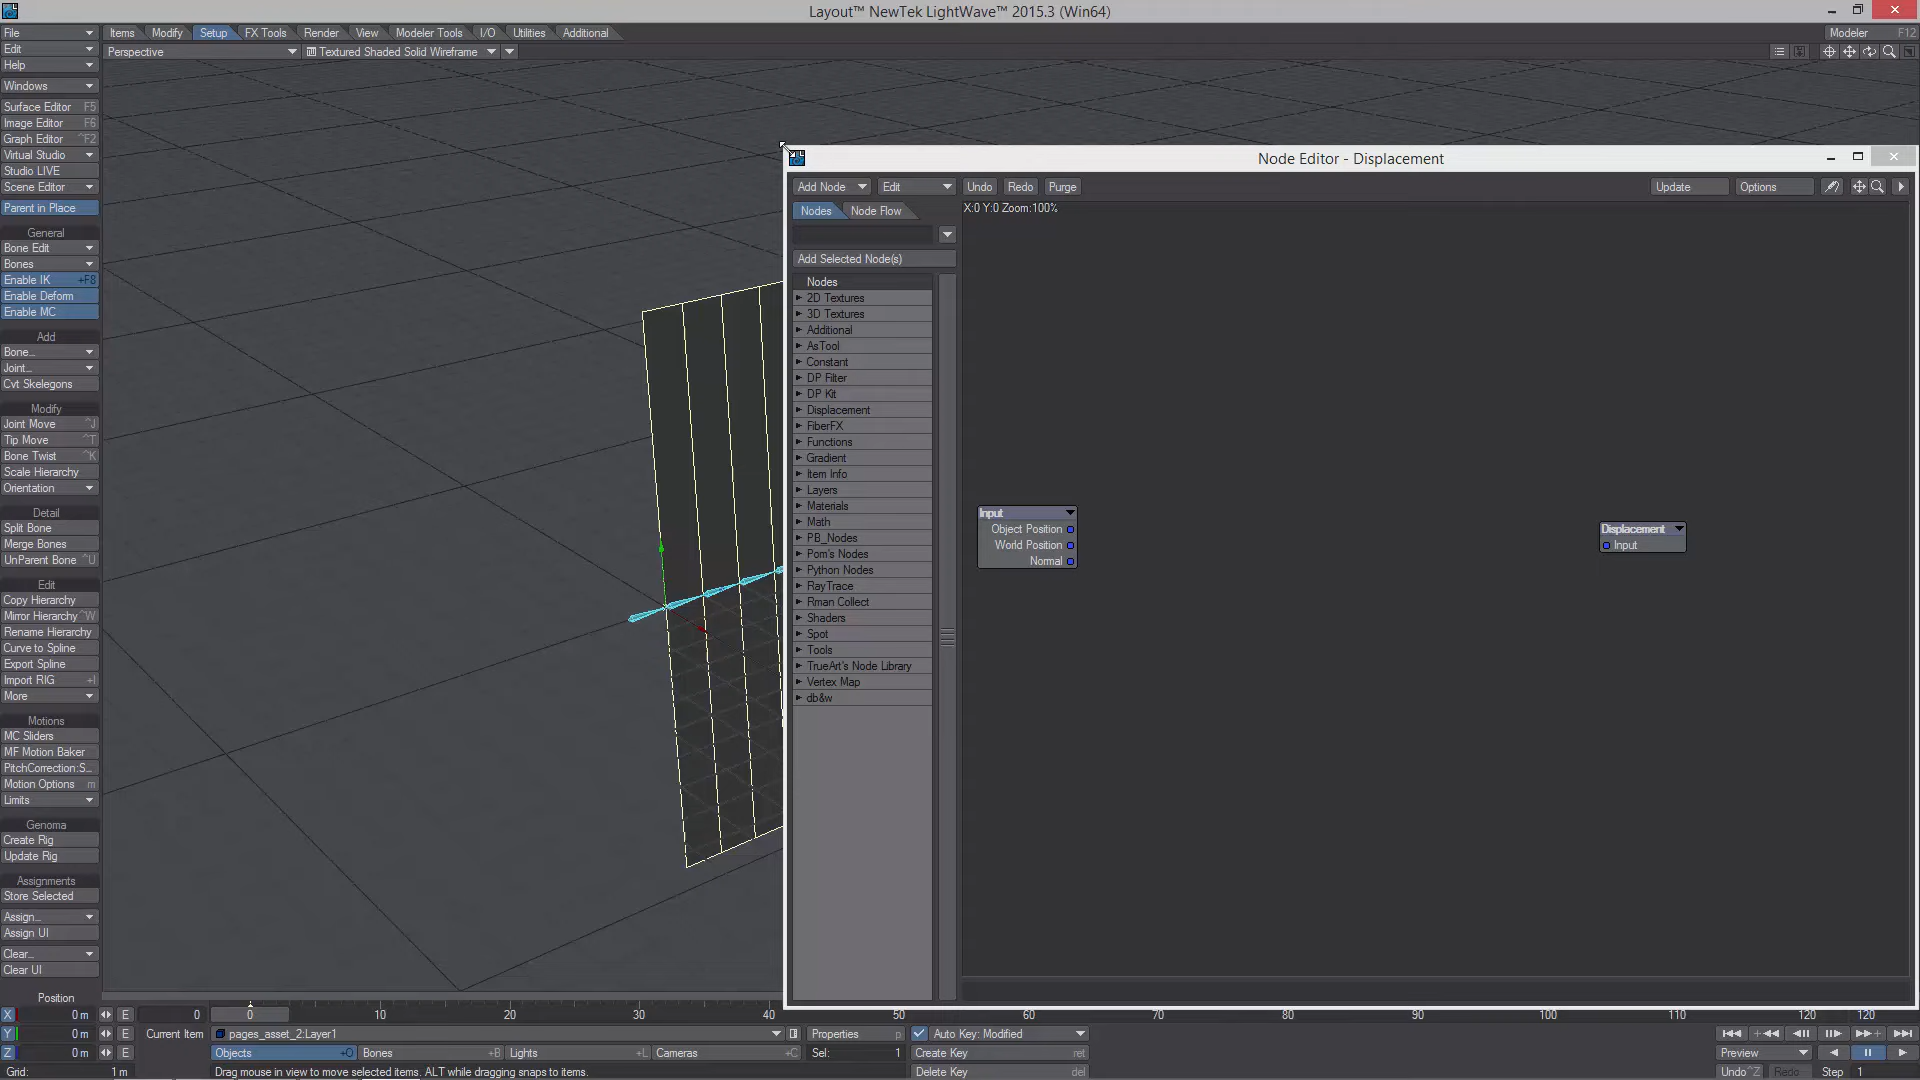 Layout™ NewTek LightWave™ 2015.3 (Win64)
File
Items Modify Setup FX Tools Render View Modeler Tools I/O Utilities Additional
Modeler F12
Edit
Perspective
Textured Shaded Solid Wireframe
Help
Windows
Surface Editor F5
Image Editor F6
Graph Editor ^F2
Virtual Studio
Studio LIVE
Scene Editor
Parent in Place
General
Bone Edit
Bones
Enable IK +F8
Enable Deform
Enable MC
Add
Bone...
Joint...
Cvt Skelegons
Modify
Joint Move ^J
Tip Move ^T
Bone Twist ^K
Scale Hierarchy
Orientation
Detail
Split Bone
Merge Bones
UnParent Bone ^U
Edit
Copy Hierarchy
Mirror Hierarchy ^W
Rename Hierarchy
Curve to Spline
Export Spline
Import RIG +I
More
Motions
MC Sliders
MF Motion Baker
PitchCorrection:S...
Motion Options m
Limits
Genoma
Create Rig
Update Rig
Assignments
Store Selected
Assign...
Assign UI
Clear...
Clear UI
Node Editor - Displacement
Add Node Edit Undo Redo Purge Update Options
Nodes Node Flow
X:0 Y:0 Zoom:100%
Add Selected Node(s)
Nodes
2D Textures
3D Textures
Additional
AsTool
Constant
DP Filter
DP Kit
Displacement
FiberFX
Functions
Gradient
Item Info
Layers
Materials
Math
PB_Nodes
Pom's Nodes
Python Nodes
RayTrace
Rman Collect
Shaders
Spot
Tools
TrueArt's Node Library
Vertex Map
db&w
Input
Object Position
World Position
Normal
Displacement
Input
Position
X 0 m E 0 0 10 20 30 40 50 60 70 80 90 100 110 120 120
Y 0 m E Current Item pages_asset_2:Layer1 Properties p Auto Key: Modified
Z 0 m E Objects +O Bones +B Lights +L Cameras +C Sel: 1 Create Key ret Preview
Grid: 1 m Drag mouse in view to move selected items. ALT while dragging snaps to items. Delete Key del Undo ^Z Redo Step 1